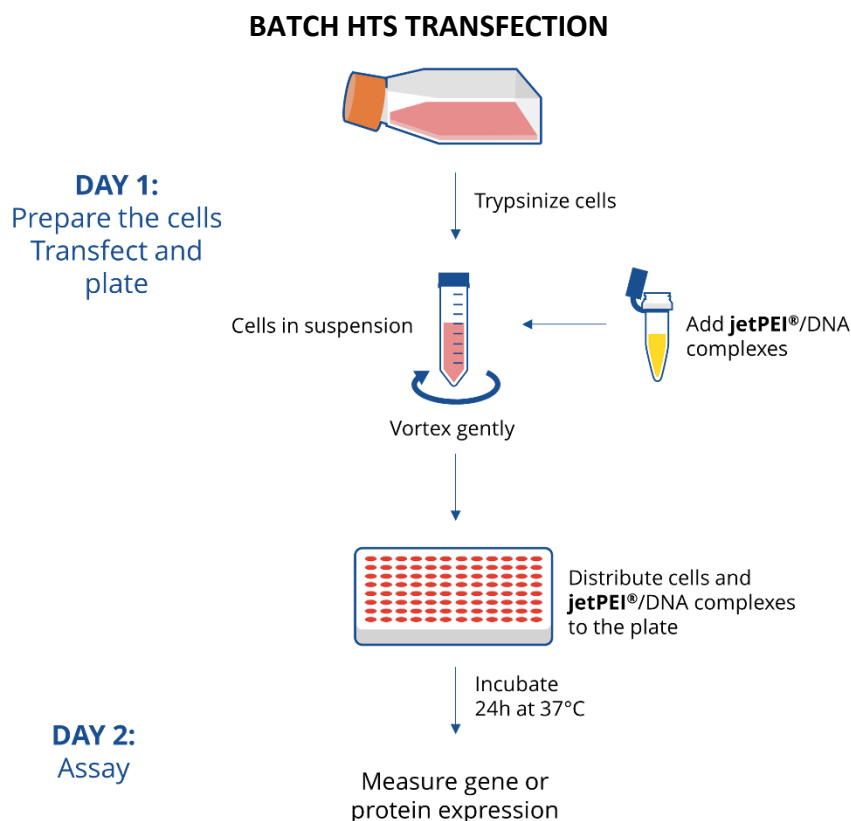 BATCH HTS TRANSFECTION
DAY 1:
Prepare the cells
Transfect and
plate
Trypsinize cells
Cells in suspension
Add jetPEI®/DNA
complexes
Vortex gently
Distribute cells and
jetPEI®/DNA complexes
to the plate
Incubate
24h at 37°C
DAY 2:
Assay
Measure gene or
protein expression